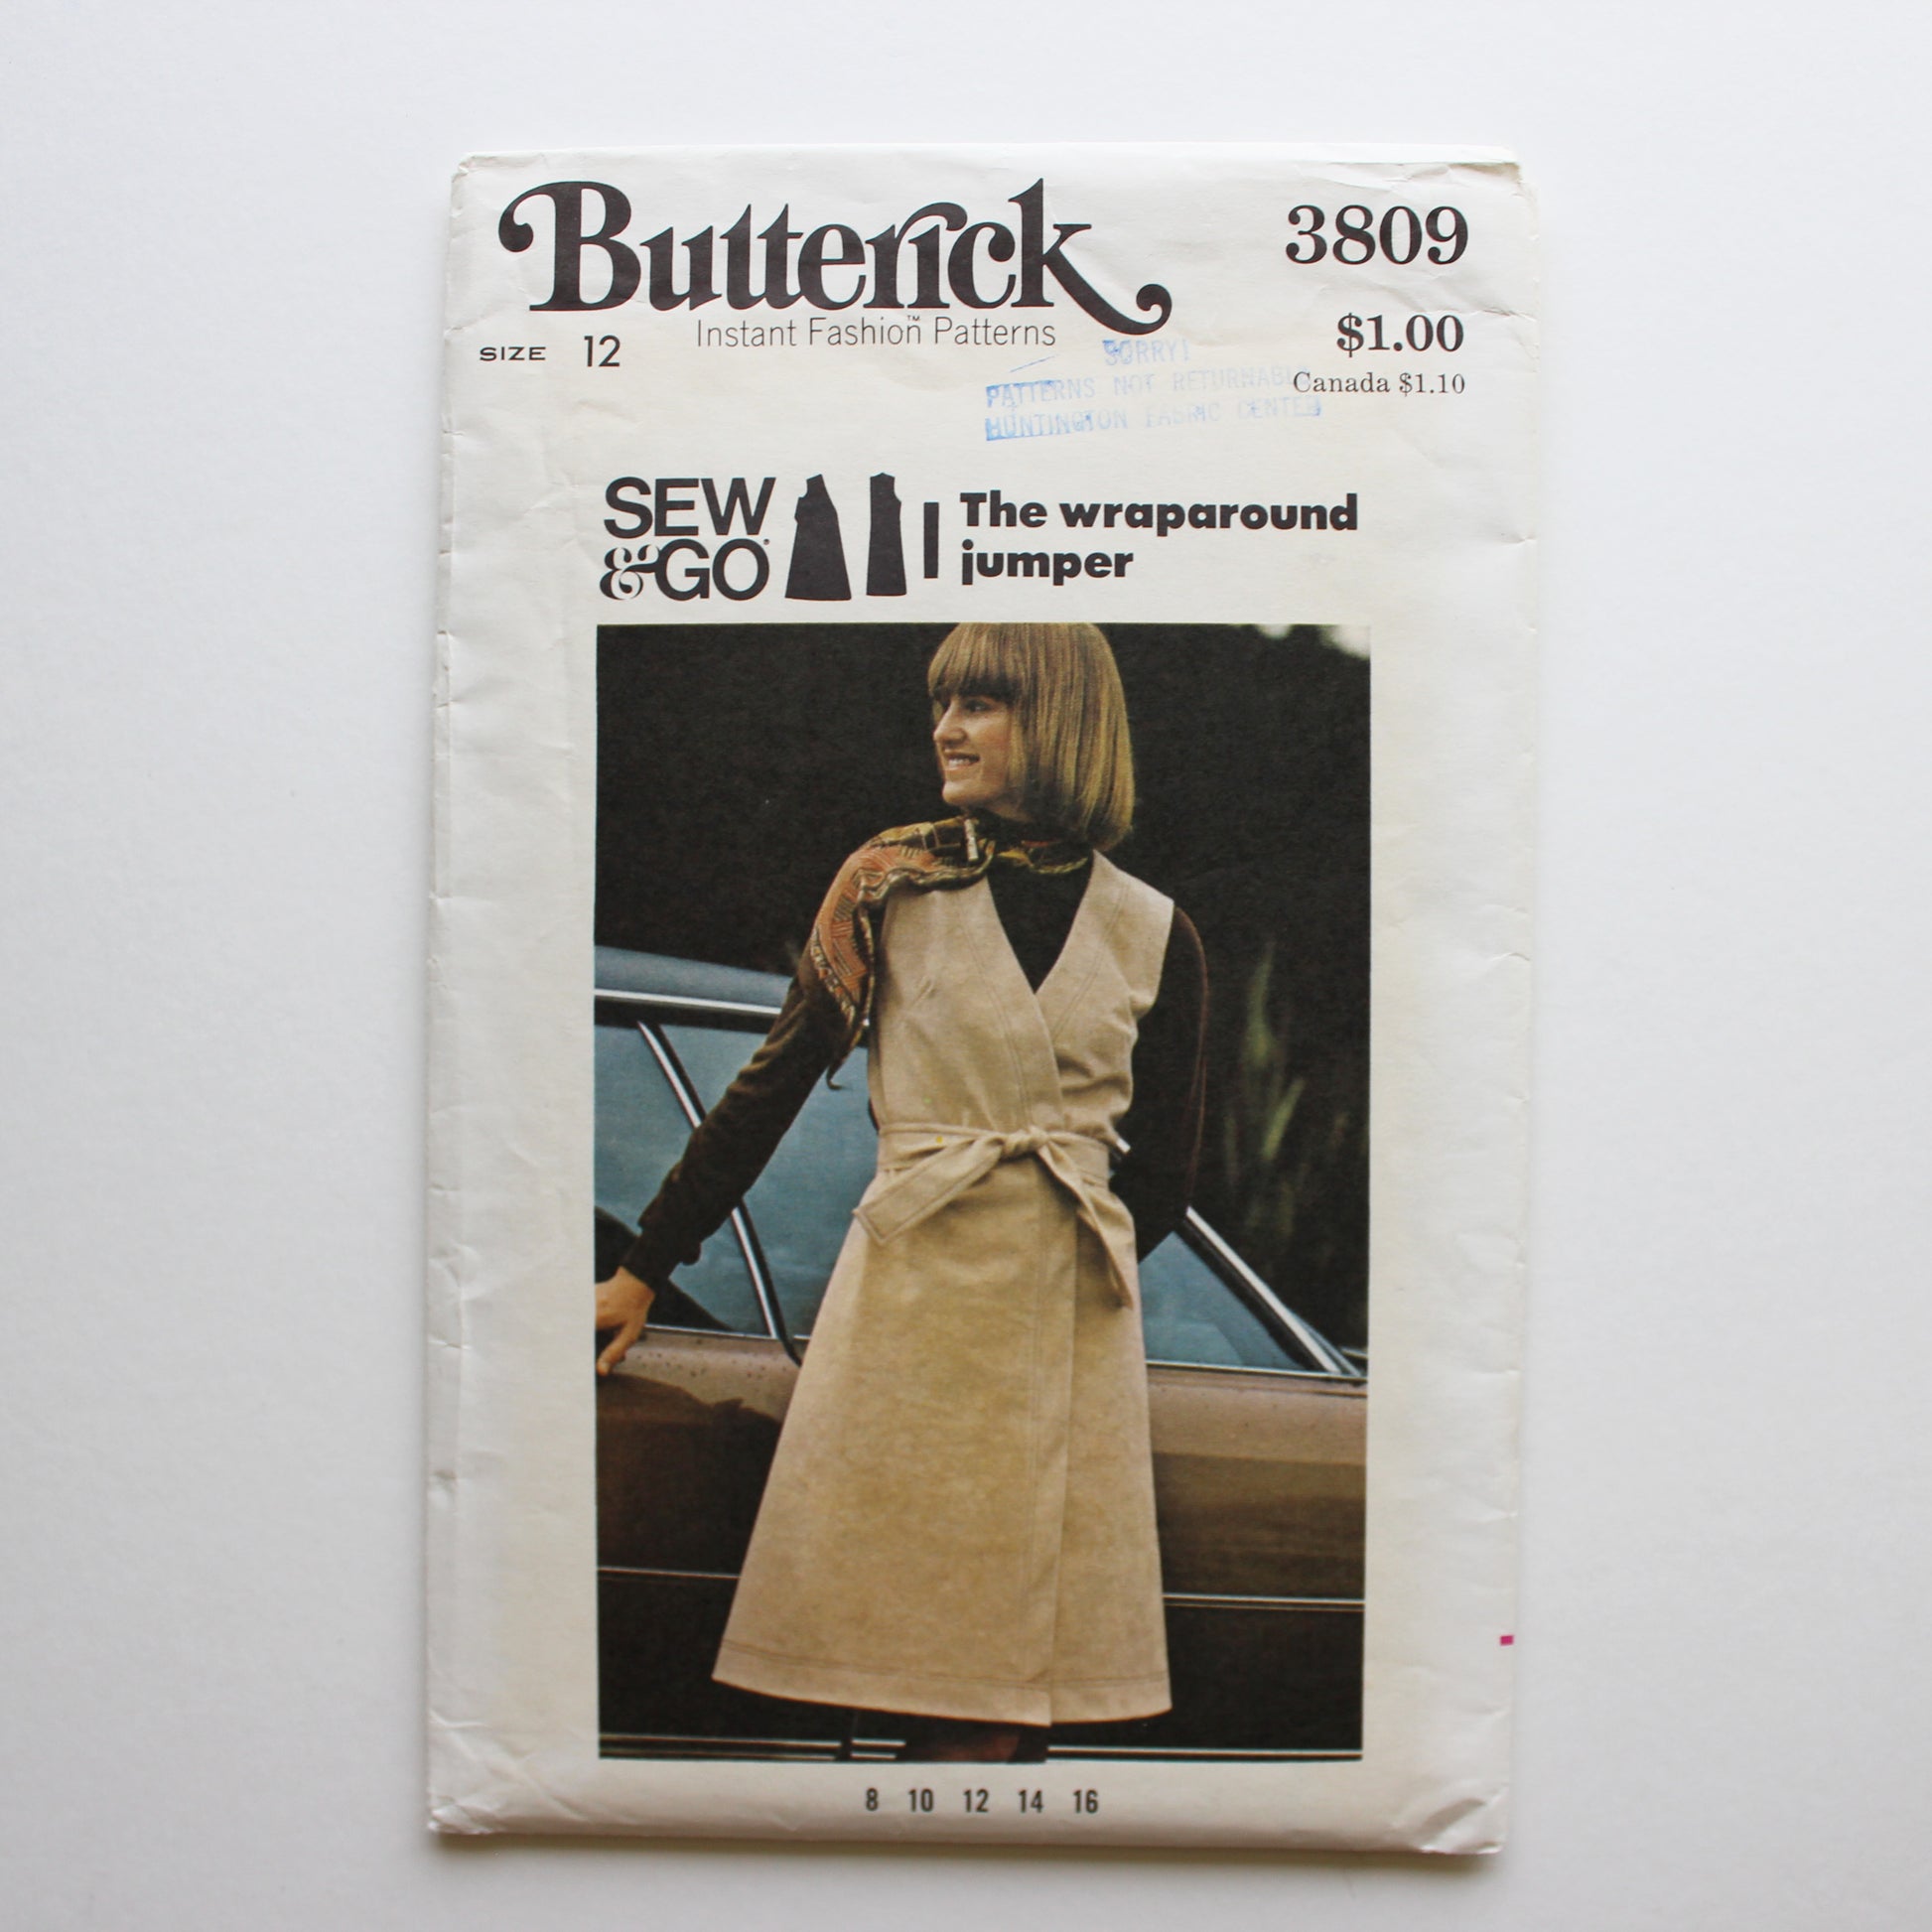 Butterick
3809
Instant Fashion™ Patterns
SIZE 12
$1.00
Canada $1.10
SORRY!
PATTERNS NOT RETURNABLE
HUNTINGTON FABRIC CENTER
SEW
&GO
The wraparound
jumper
8 10 12 14 16